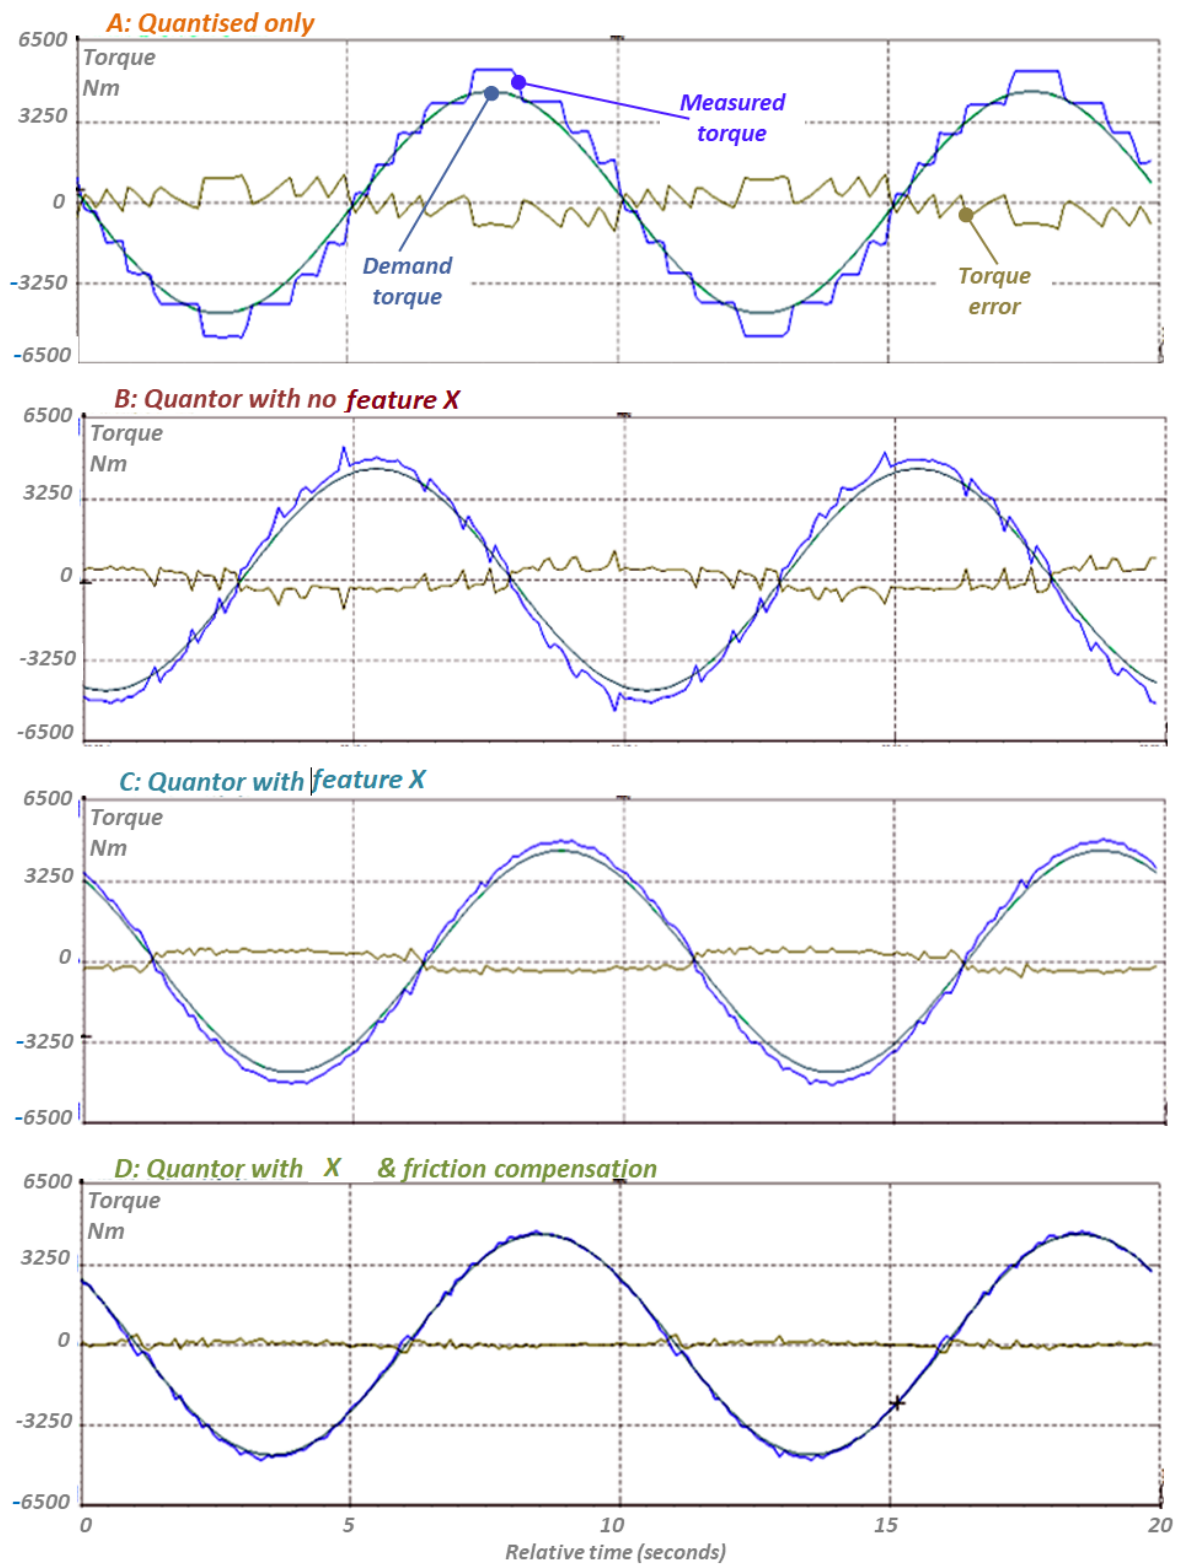 A: Quantised only
6500
Torque
Nm
3250
0
-3250
-6500
Measured
torque
Demand
torque
Torque
error
B: Quantor with no feature X
6500
Torque
Nm
3250
0
-3250
-6500
C: Quantor with feature X
6500
Torque
Nm
3250
0
-3250
-6500
D: Quantor with X & friction compensation
6500
Torque
Nm
3250
0
-3250
-6500
0 5 10 15 20
Relative time (seconds)